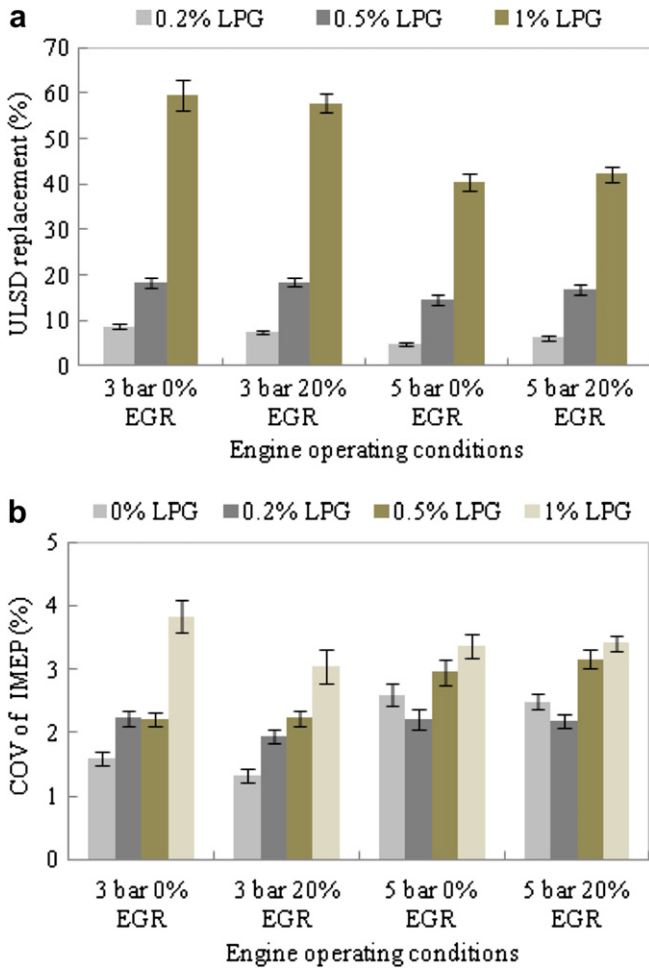 a
0.2% LPG 0.5% LPG 1% LPG
70
60
50
40
30
20
10
0
ULSD replacement (%)
3 bar 0% 3 bar 20% 5 bar 0% 5 bar 20%
EGR EGR EGR EGR
Engine operating conditions
b
0% LPG 0.2% LPG 0.5% LPG 1% LPG
5
4
3
2
1
0
COV of IMEP (%)
3 bar 0% 3 bar 20% 5 bar 0% 5 bar 20%
EGR EGR EGR EGR
Engine operating conditions